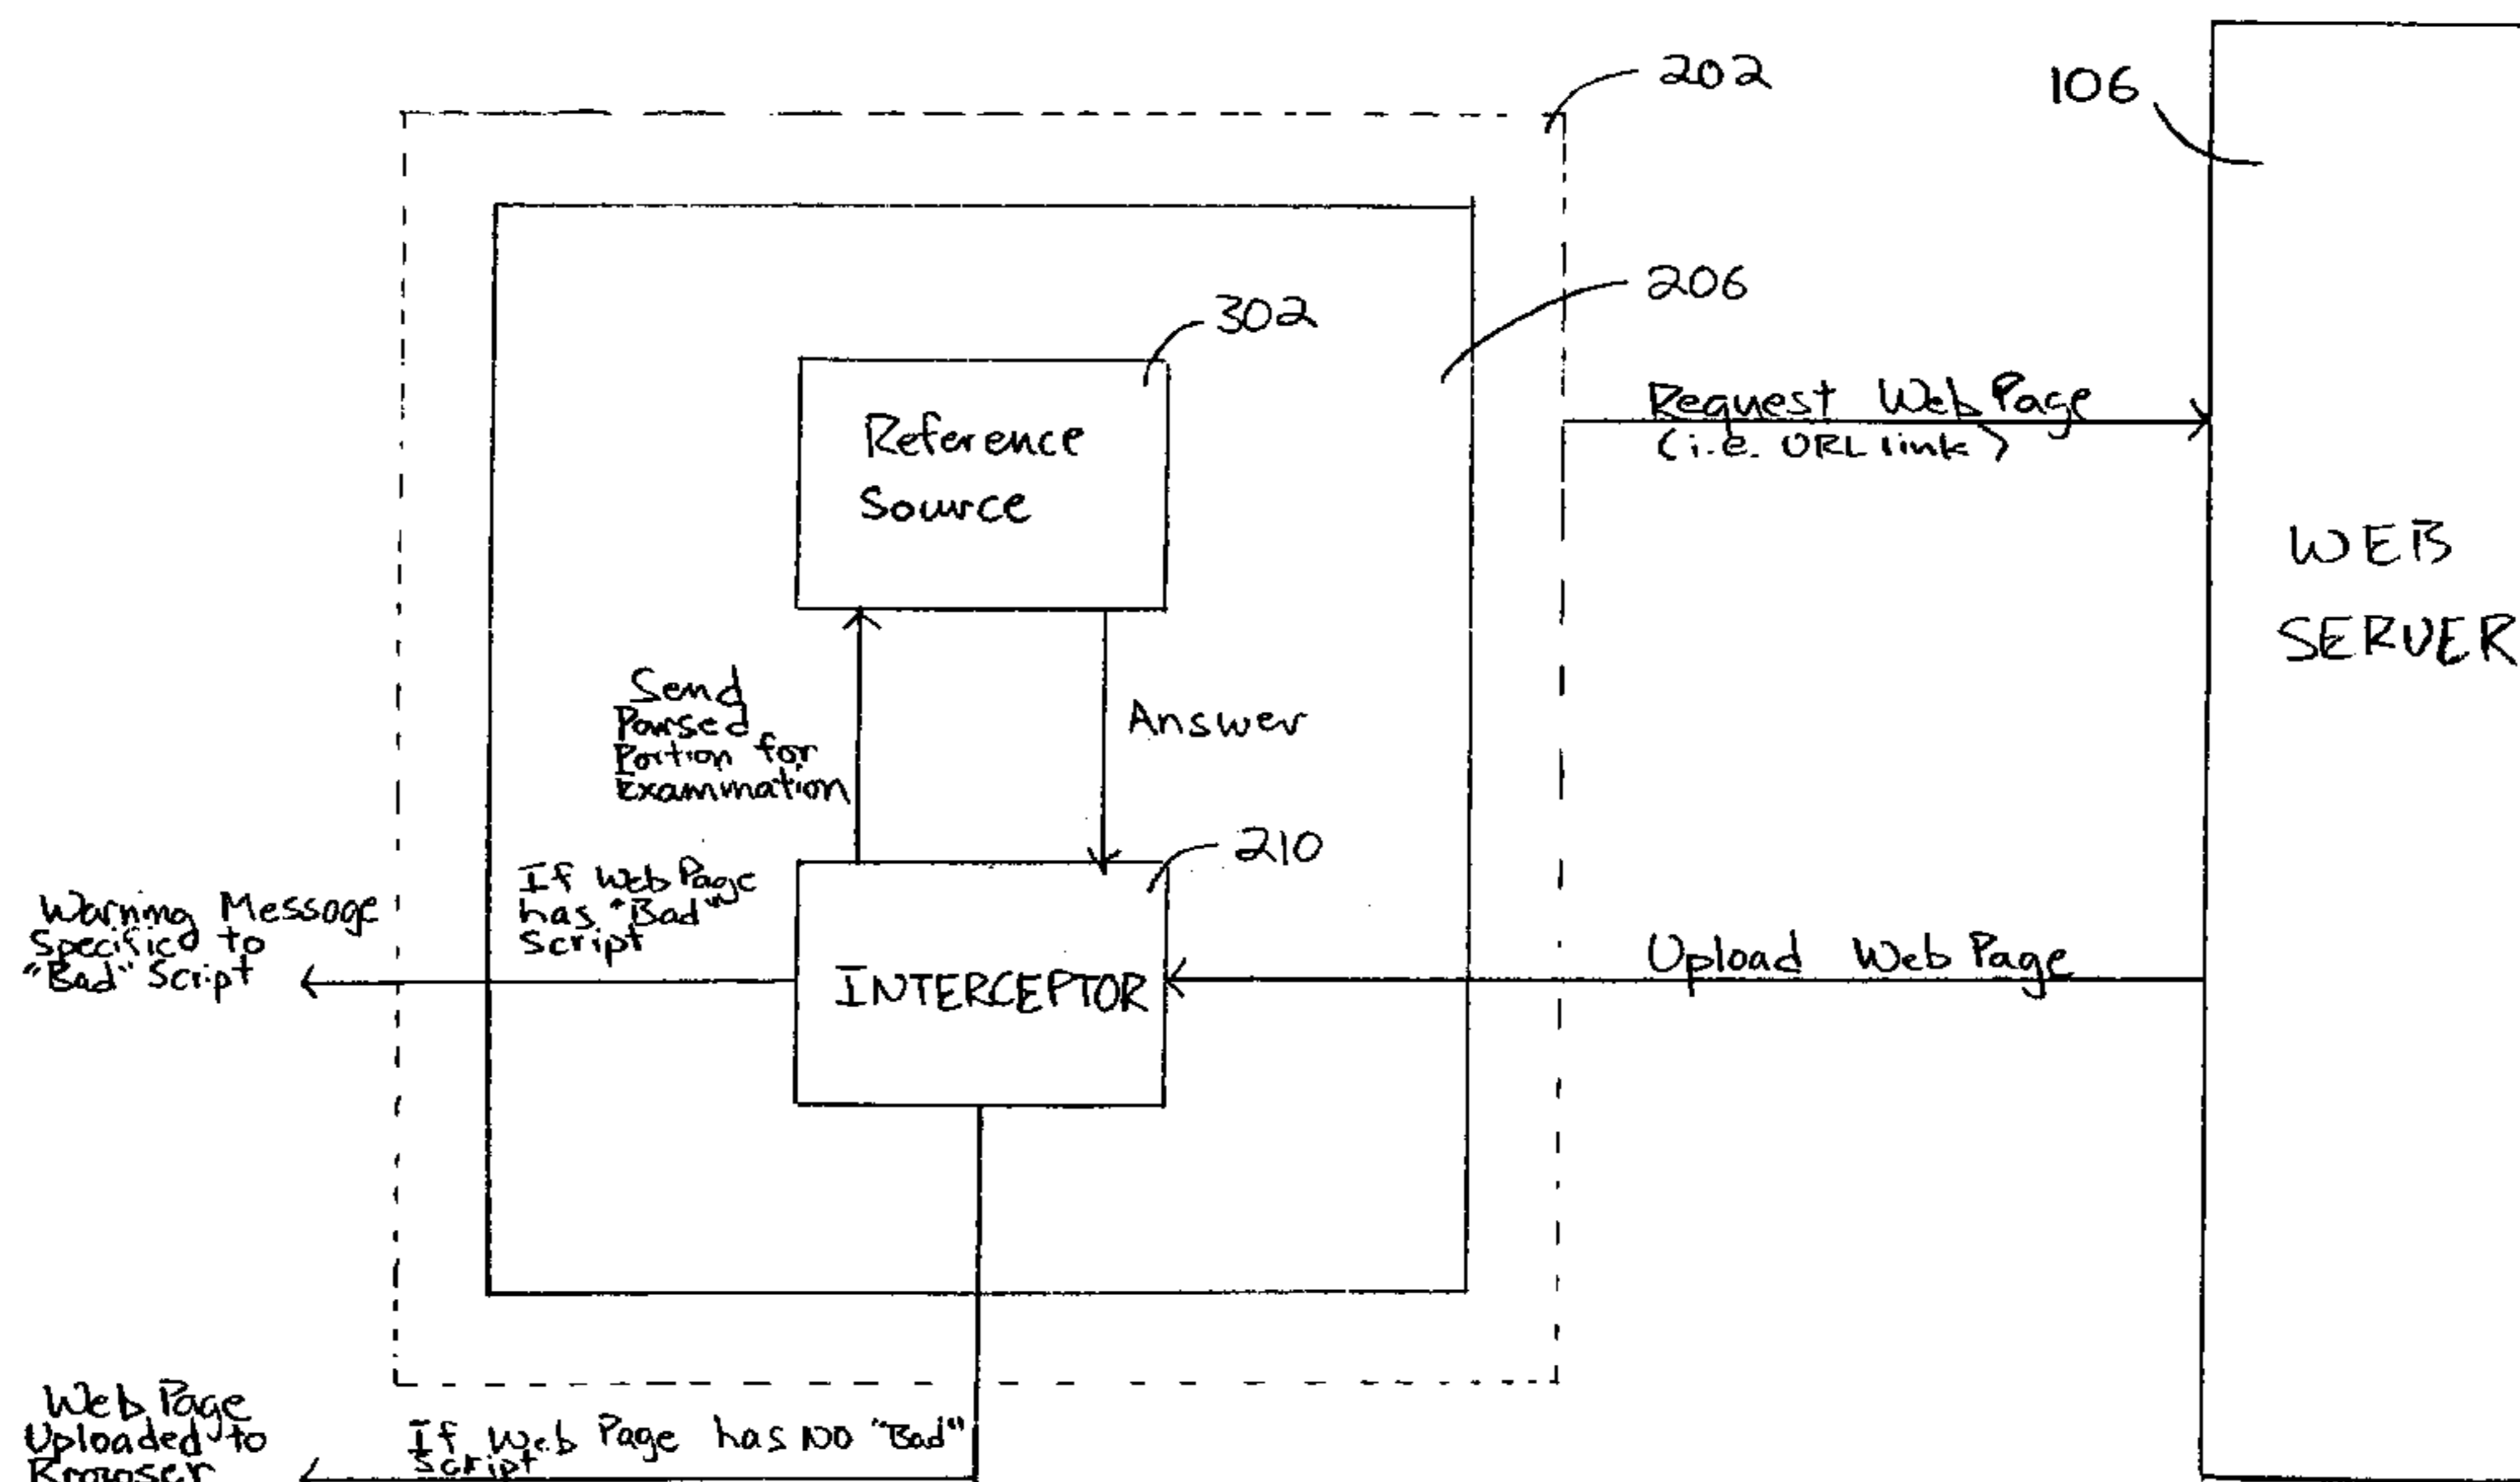 202
106
206
302
Reference
Source
Request Web Page
(i.e. URL link)
WEB
SERVER
Send
Parsed
Portion for
Examination
Answer
210
If Web Page
has "Bad"
Script
Warning Message
Specified to
"Bad" Script
INTERCEPTOR
Upload Web Page
Web Page
Uploaded to
Browser
If Web Page has NO "Bad"
Script